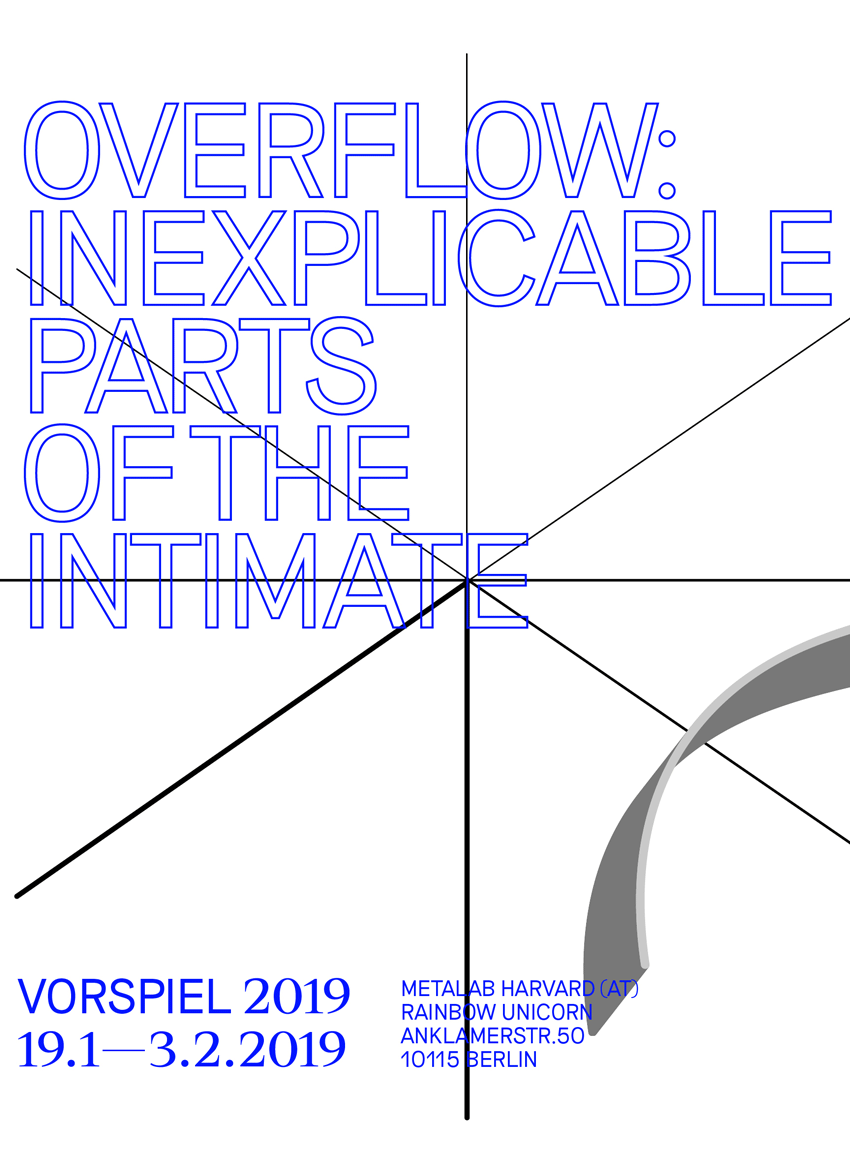 OVERFLOW:
INEXPLICABLE
PARTS
OF THE
INTIMATE
VORSPIEL 2019
19.1—3.2.2019
METALAB HARVARD (AT)
RAINBOW UNICORN
ANKLAMERSTR.50
10115 BERLIN